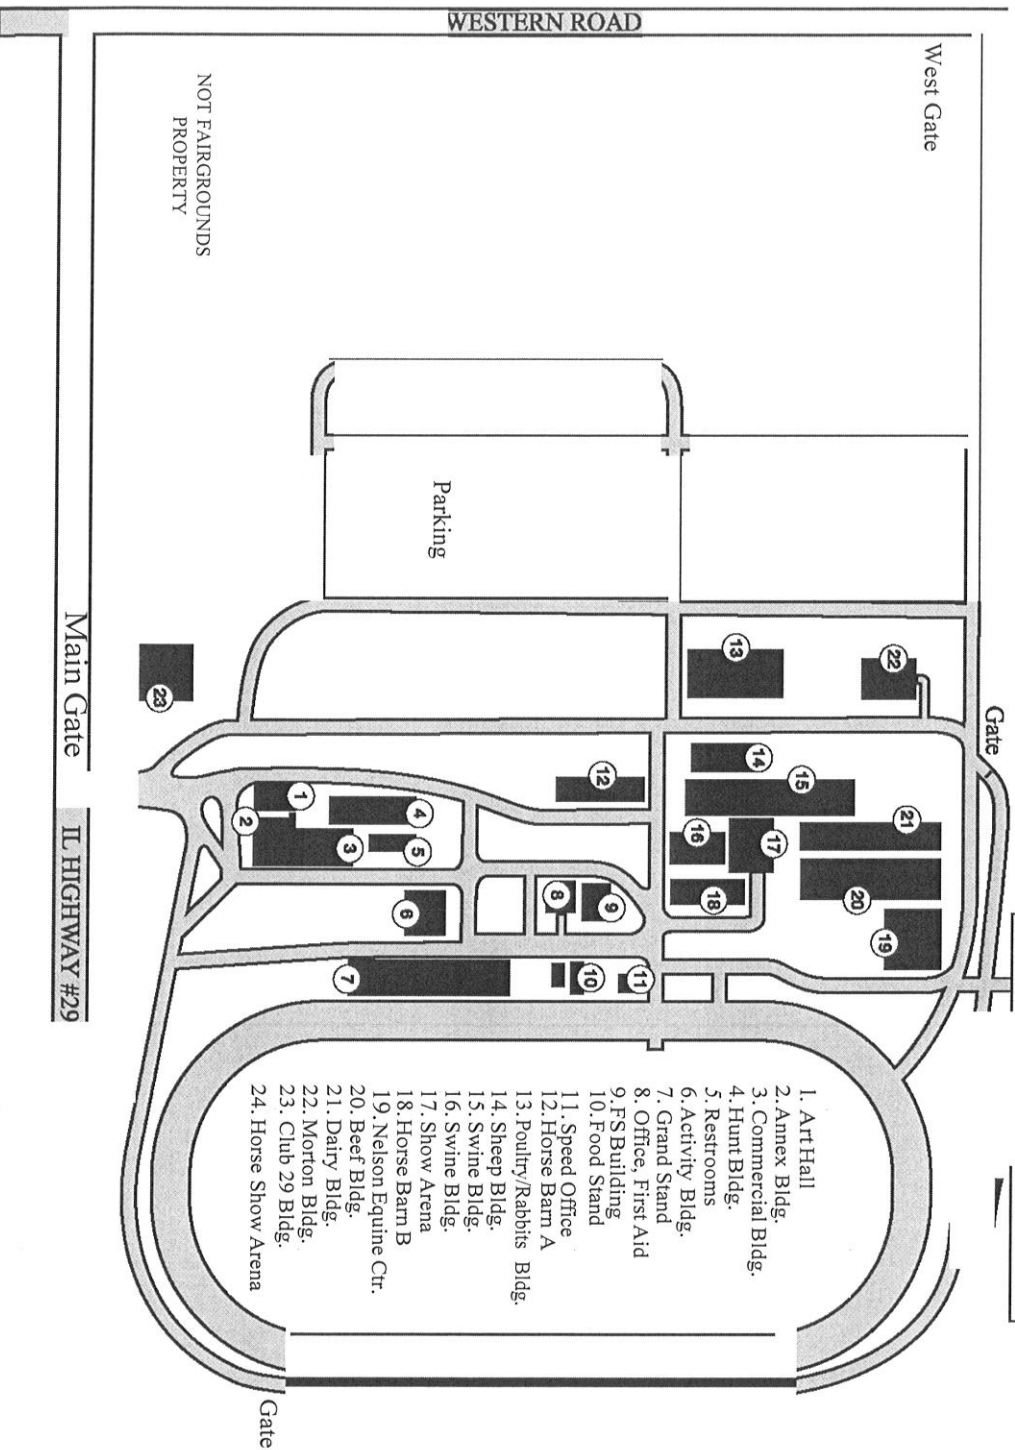 WESTERN ROAD
West Gate
NOT FAIRGROUNDS
PROPERTY
Parking
Main Gate
IL HIGHWAY #29
Gate
Gate
1
2
3
4
5
6
7
8
9
10
11
12
13
14
15
16
17
18
19
20
21
22
23
1. Art Hall
2. Annex Bldg.
3. Commercial Bldg.
4. Hunt Bldg.
5. Restrooms
6. Activity Bldg.
7. Grand Stand
8. Office, First Aid
9. FS Building
10. Food Stand
11. Speed Office
12. Horse Barn A
13. Poultry/Rabbits Bldg.
14. Sheep Bldg.
15. Swine Bldg.
16. Swine Bldg.
17. Show Arena
18. Horse Barn B
19. Nelson Equine Ctr.
20. Beef Bldg.
21. Dairy Bldg.
22. Morton Bldg.
23. Club 29 Bldg.
24. Horse Show Arena